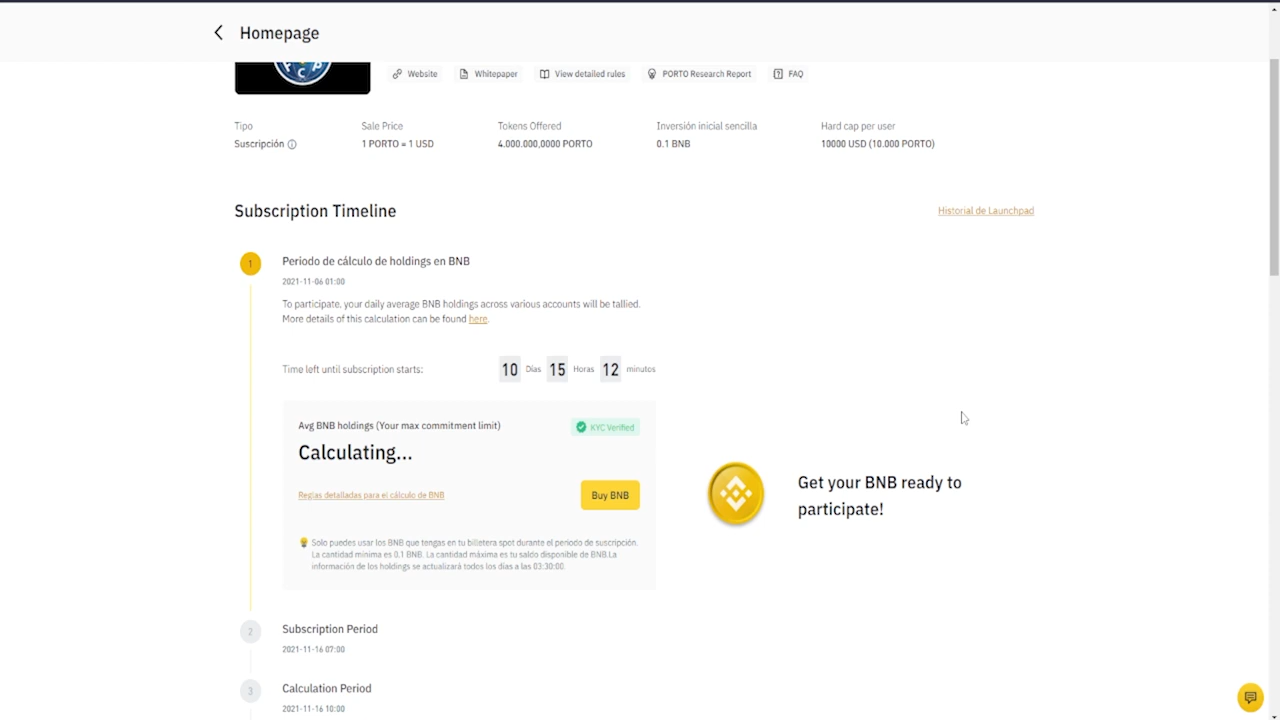 Homepage
FCP
Website
Whitepaper
View detailed rules
PORTO Research Report
FAQ
Tipo
Sale Price
Tokens Offered
Inversión inicial sencilla
Hard cap per user
Suscripción
1 PORTO = 1 USD
4.000.000,0000 PORTO
0.1 BNB
10000 USD (10.000 PORTO)
Subscription Timeline
Historial de Launchpad
1
Periodo de cálculo de holdings en BNB
2021-11-06 01:00
To participate, your daily average BNB holdings across various accounts will be tallied.
More details of this calculation can be found here.
Time left until subscription starts:
10 Días 15 Horas 12 minutos
Avg BNB holdings (Your max commitment limit)
KYC Verified
Calculating...
Reglas detalladas para el cálculo de BNB
Buy BNB
Solo puedes usar los BNB que tengas en tu billetera spot durante el periodo de suscripción.
La cantidad mínima es 0.1 BNB. La cantidad máxima es tu saldo disponible de BNB.La
información de los holdings se actualizará todos los días a las 03:30:00
Get your BNB ready to
participate!
2
Subscription Period
2021-11-16 07:00
3
Calculation Period
2021-11-16 10:00